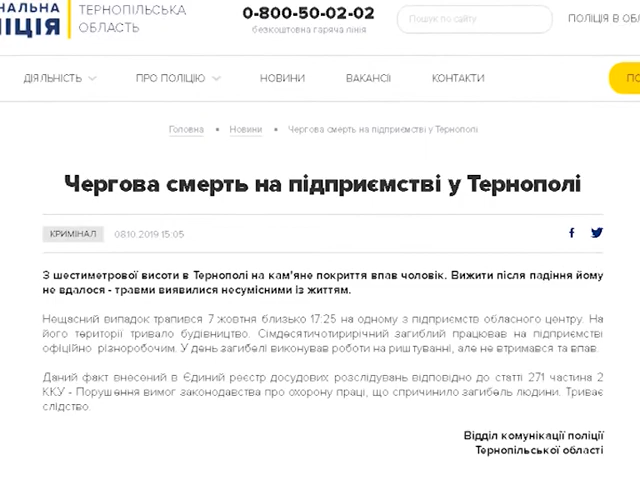 НАЛЬНА
ЛІЦІЯ
ТЕРНОПІЛЬСЬКА
ОБЛАСТЬ
0-800-50-02-02
безкоштовна гаряча лінія
Пошук по сайту
ПОЛІЦІЯ В ОБЛ
ДІЯЛЬНІСТЬ
ПРО ПОЛІЦІЮ
НОВИНИ
ВАКАНСІЇ
КОНТАКТИ
ПО
Головна • Новини • Чергова смерть на підприємстві у Тернополі
Чергова смерть на підприємстві у Тернополі
КРИМІНАЛ 08.10.2019 15:05
З шестиметрової висоти в Тернополі на кам'яне покриття впав чоловік. Вижити після падіння йому
не вдалося - травми виявилися несумісними із життям.
Нещасний випадок трапився 7 жовтня близько 17:25 на одному з підприємств обласного центру. На
його території тривало будівництво. Сімдесятичотирирічний загиблий працював на підприємстві
офіційно різноробочим. У день загибелі виконував роботи на риштуванні, але не втримався та впав.
Даний факт внесений в Єдиний реєстр досудових розслідувань відповідно до статті 271 частина 2
ККУ - Порушення вимог законодавства про охорону праці, що спричинило загибель людини. Триває
слідство.
Відділ комунікації поліції
Тернопільської області